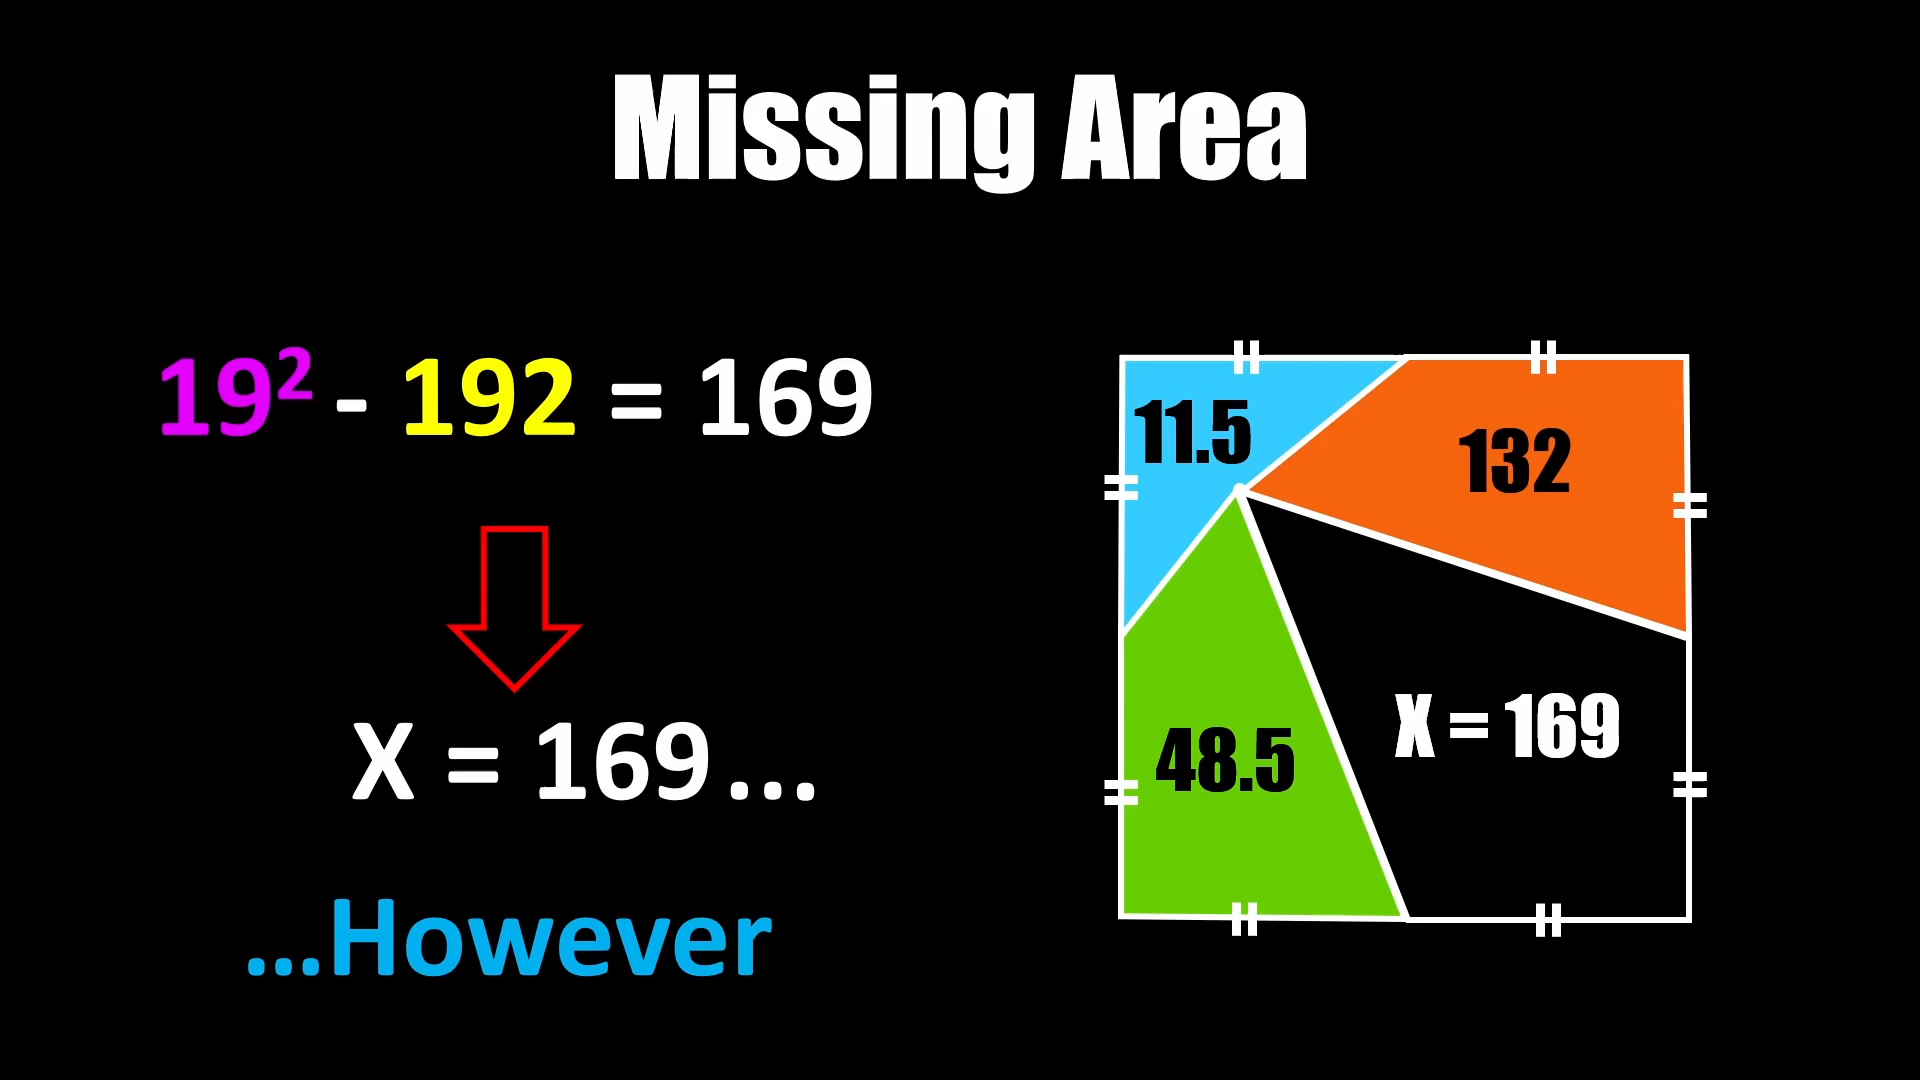 Missing Area
19² - 192 = 169
X = 169...
...However
11.5
132
48.5
X = 169